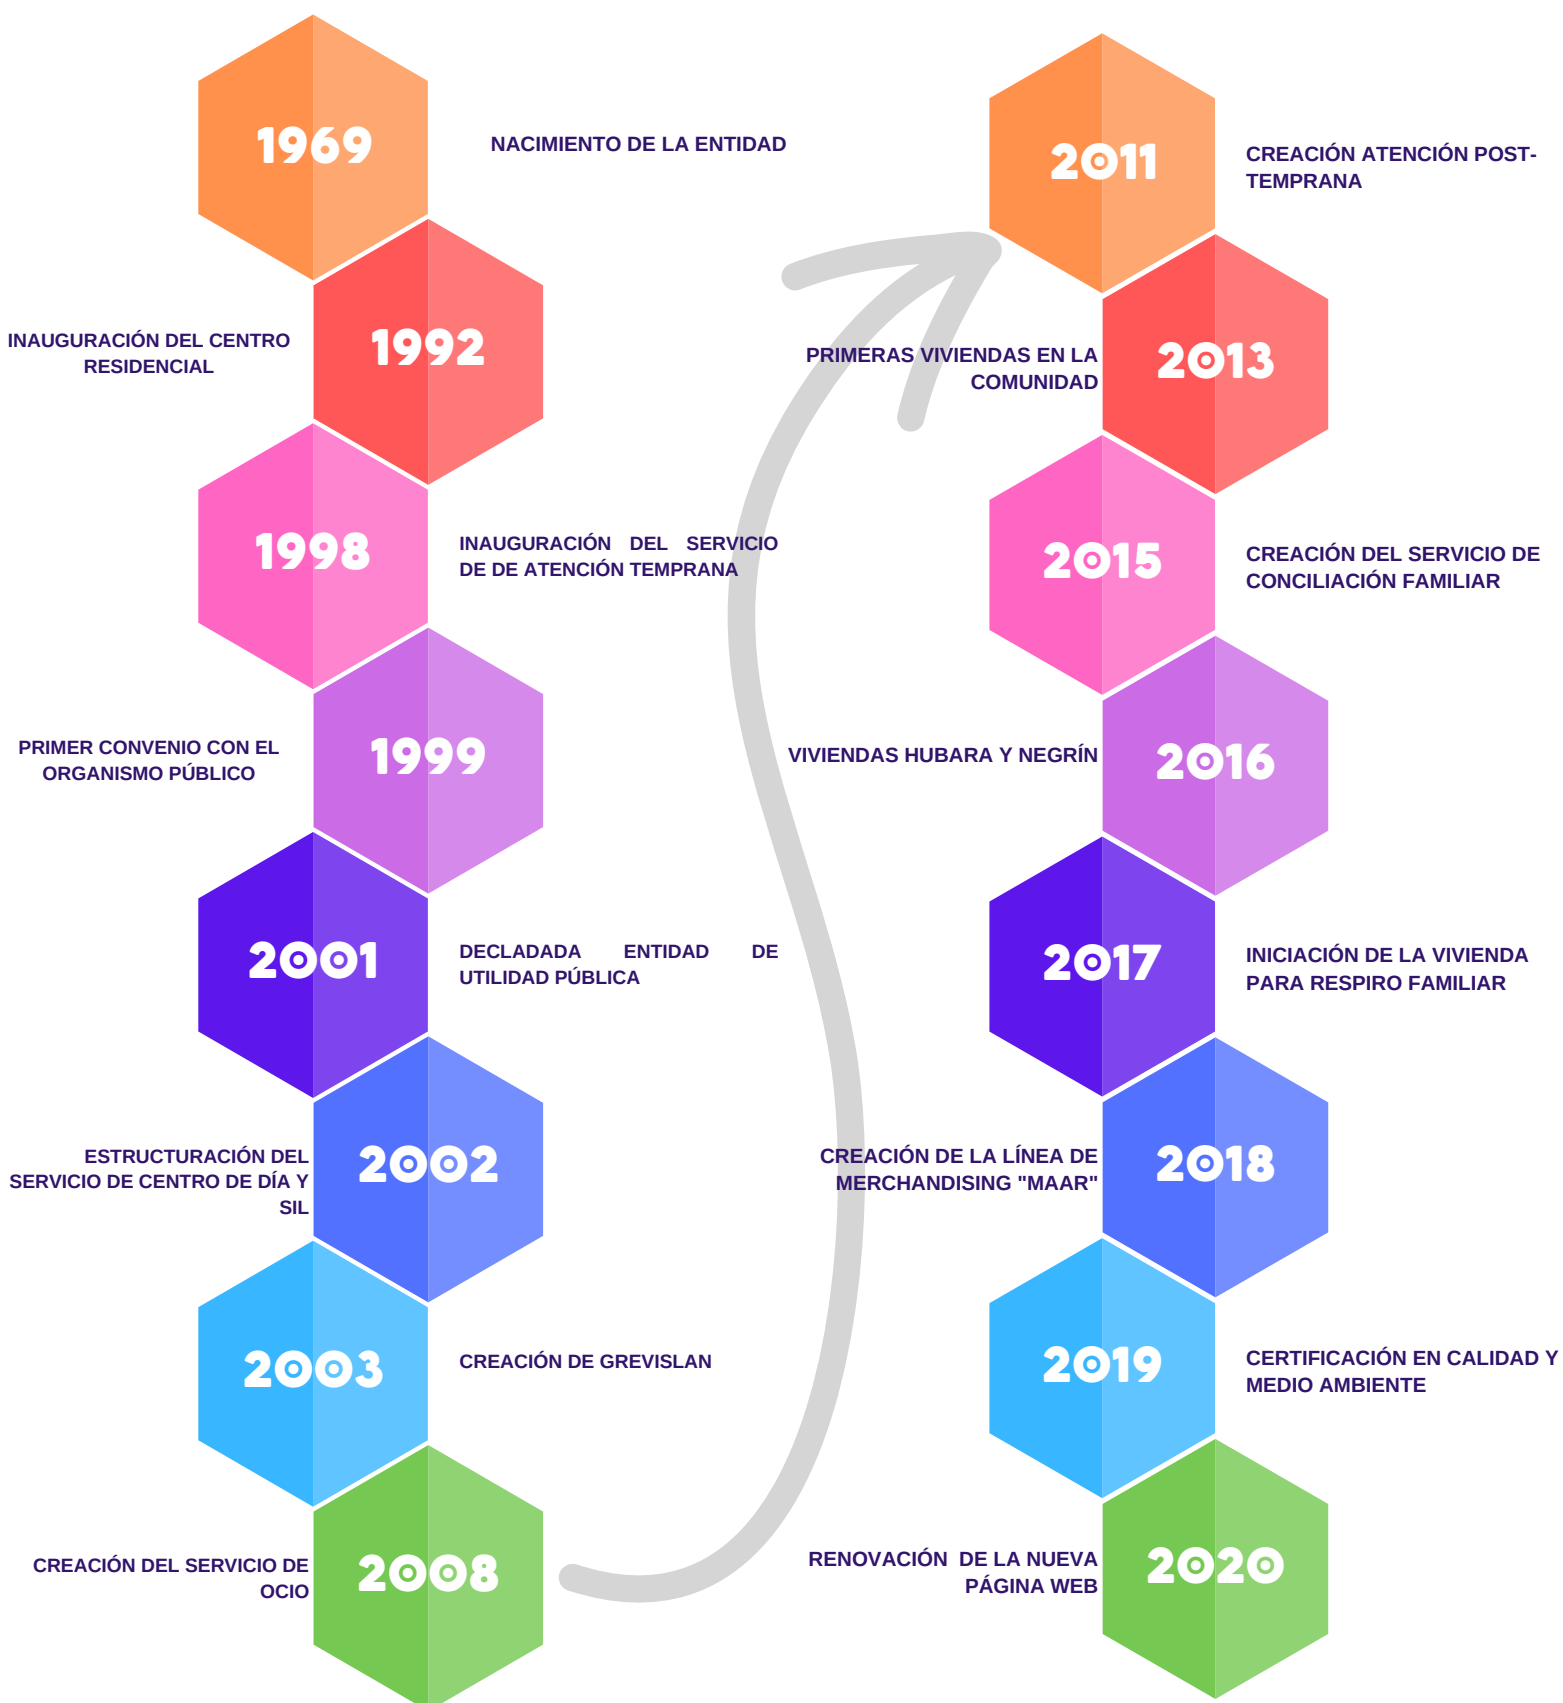 1969
NACIMIENTO DE LA ENTIDAD
1992
INAUGURACIÓN DEL CENTRO
RESIDENCIAL
1998
INAUGURACIÓN DEL SERVICIO
DE DE ATENCIÓN TEMPRANA
1999
PRIMER CONVENIO CON EL
ORGANISMO PÚBLICO
2001
DECLADADA ENTIDAD DE
UTILIDAD PÚBLICA
2002
ESTRUCTURACIÓN DEL
SERVICIO DE CENTRO DE DÍA Y
SIL
2003
CREACIÓN DE GREVISLAN
2008
CREACIÓN DEL SERVICIO DE
OCIO
2011
CREACIÓN ATENCIÓN POST-
TEMPRANA
2013
PRIMERAS VIVIENDAS EN LA
COMUNIDAD
2015
CREACIÓN DEL SERVICIO DE
CONCILIACIÓN FAMILIAR
2016
VIVIENDAS HUBARA Y NEGRÍN
2017
INICIACIÓN DE LA VIVIENDA
PARA RESPIRO FAMILIAR
2018
CREACIÓN DE LA LÍNEA DE
MERCHANDISING "MAAR"
2019
CERTIFICACIÓN EN CALIDAD Y
MEDIO AMBIENTE
2020
RENOVACIÓN DE LA NUEVA
PÁGINA WEB